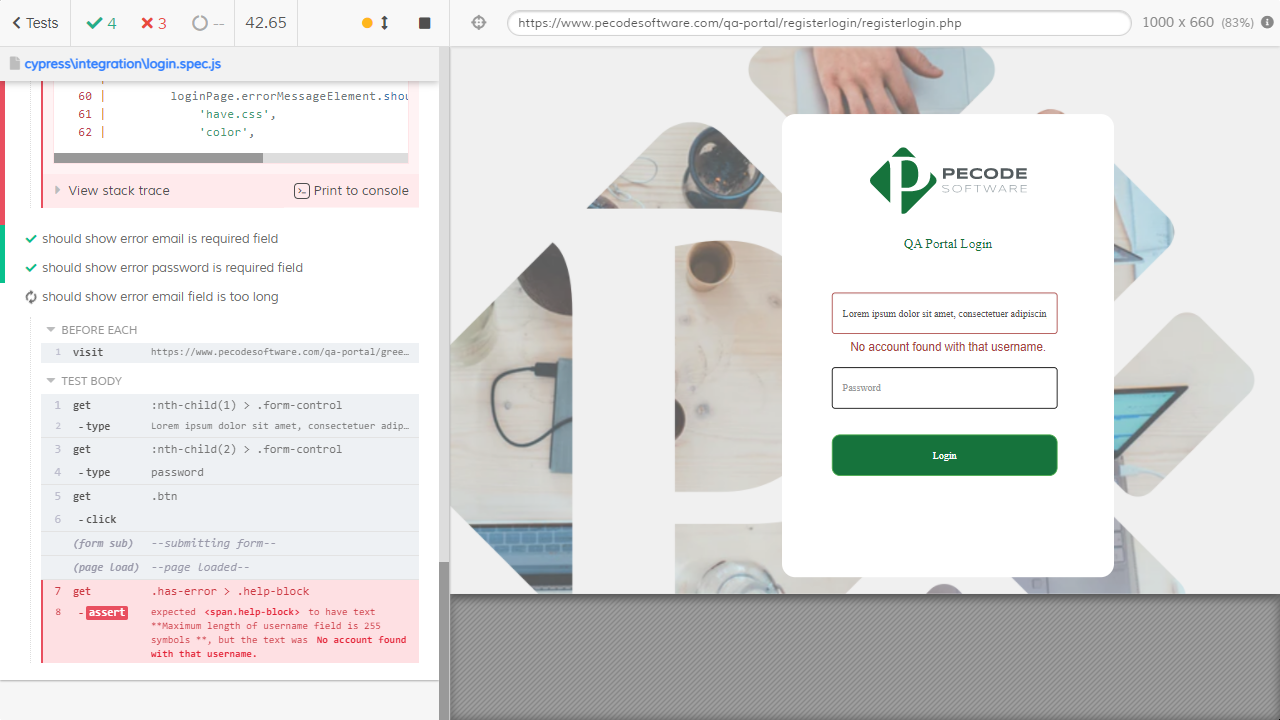 Tests
4
3
--
42.65
https://www.pecodesoftware.com/qa-portal/registerlogin/registerlogin.php
1000 x 660 (83%)
cypress\integration\login.spec.js
60 | loginPage.errorMessageElement.shou
61 | 'have.css',
62 | 'color',
View stack trace
Print to console
should show error email is required field
should show error password is required field
should show error email field is too long
BEFORE EACH
1 visit https://www.pecodesoftware.com/qa-portal/gree…
TEST BODY
1 get :nth-child(1) > .form-control
2 -type Lorem ipsum dolor sit amet, consectetuer adip…
3 get :nth-child(2) > .form-control
4 -type password
5 get .btn
6 -click
(form sub) --submitting form--
(page load) --page loaded--
7 get .has-error > .help-block
8 -assert expected <span.help-block> to have text
**Maximum length of username field is 255
symbols **, but the text was No account found
with that username.
PECODE
SOFTWARE
QA Portal Login
Lorem ipsum dolor sit amet, consectetuer adipiscin
No account found with that username.
Password
Login